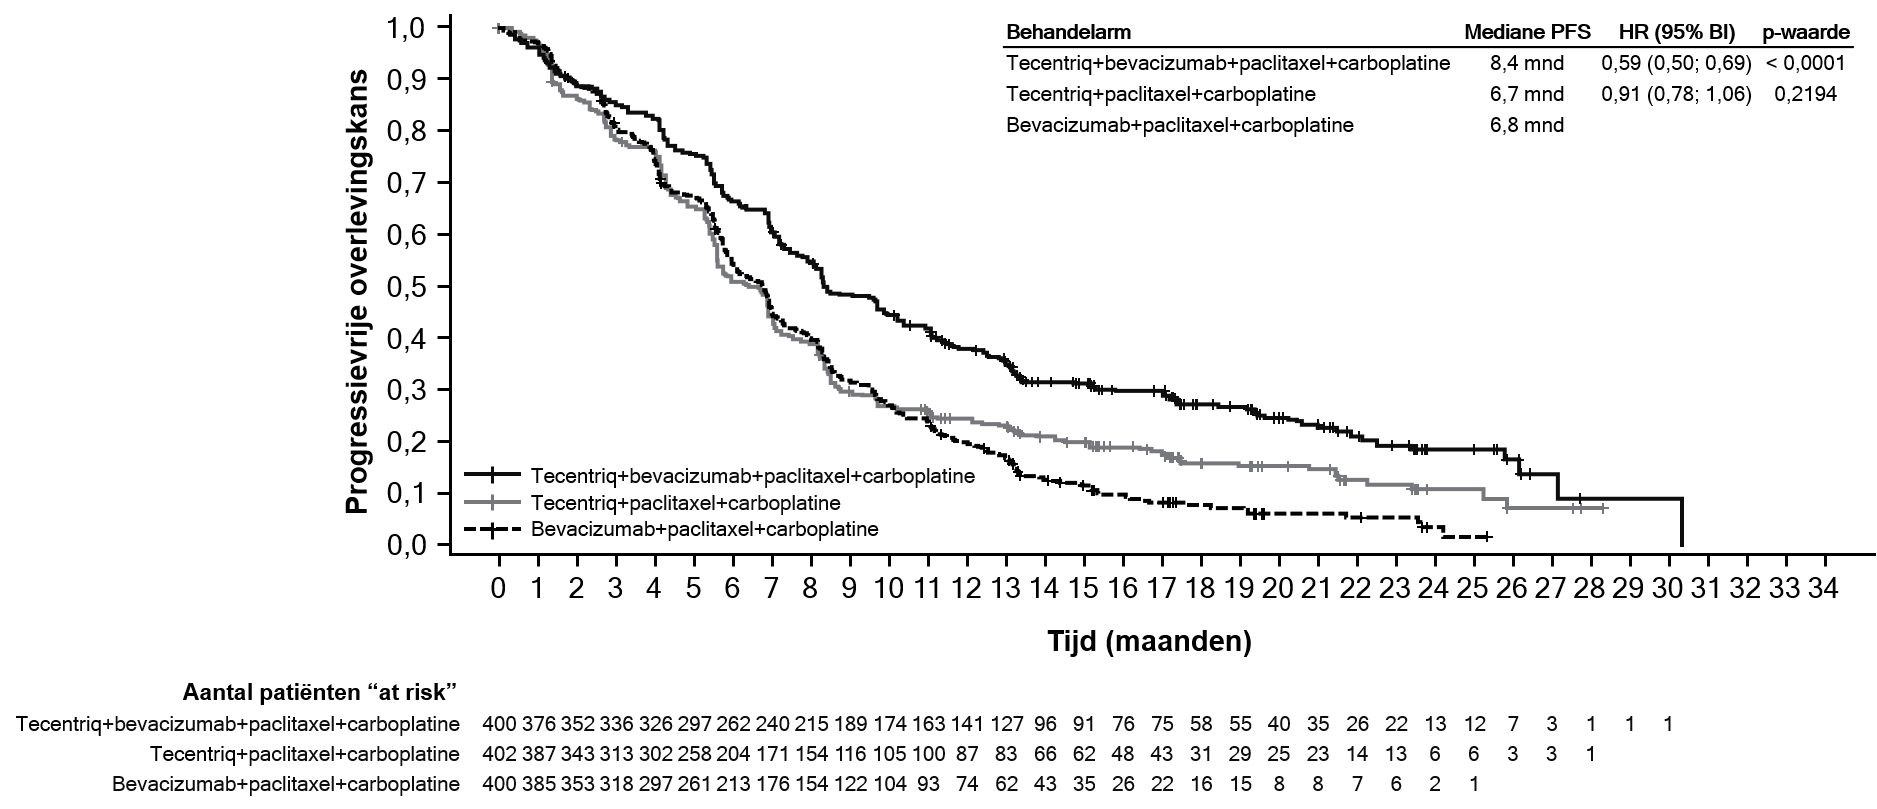 Progressievrije overlevingskans
1,0
0,9
0,8
0,7
0,6
0,5
0,4
0,3
0,2
0,1
0,0
Behandelarm Mediane PFS HR (95% BI) p-waarde
Tecentriq+bevacizumab+paclitaxel+carboplatine 8,4 mnd 0,59 (0,50; 0,69) < 0,0001
Tecentriq+paclitaxel+carboplatine 6,7 mnd 0,91 (0,78; 1,06) 0,2194
Bevacizumab+paclitaxel+carboplatine 6,8 mnd
Tecentriq+bevacizumab+paclitaxel+carboplatine
Tecentriq+paclitaxel+carboplatine
Bevacizumab+paclitaxel+carboplatine
0 1 2 3 4 5 6 7 8 9 10 11 12 13 14 15 16 17 18 19 20 21 22 23 24 25 26 27 28 29 30 31 32 33 34
Tijd (maanden)
Aantal patiënten “at risk”
Tecentriq+bevacizumab+paclitaxel+carboplatine 400 376 352 336 326 297 262 240 215 189 174 163 141 127 96 91 76 75 58 55 40 35 26 22 13 12 7 3 1 1 1
Tecentriq+paclitaxel+carboplatine 402 387 343 313 302 258 204 171 154 116 105 100 87 83 66 62 48 43 31 29 25 23 14 13 6 6 3 3 1
Bevacizumab+paclitaxel+carboplatine 400 385 353 318 297 261 213 176 154 122 104 93 74 62 43 35 26 22 16 15 8 8 7 6 2 1